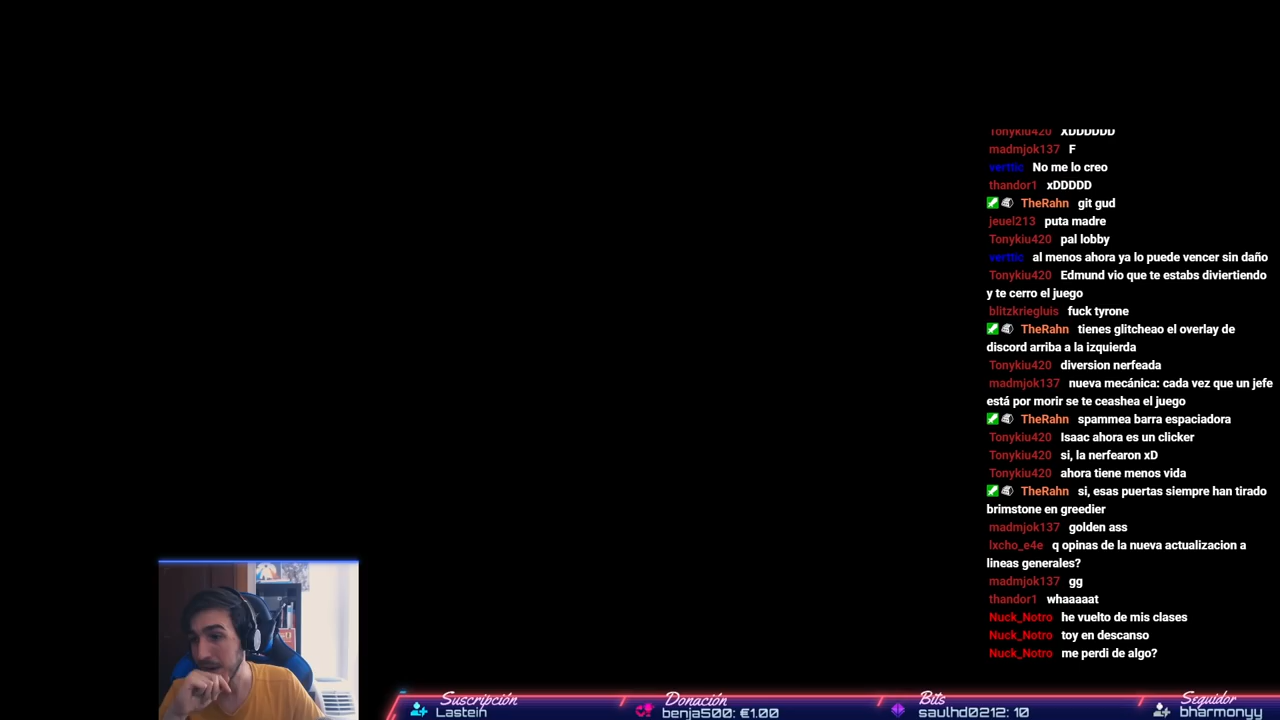 Tonykiu420 XDDDDDD
madmjok137 F
verttic No me lo creo
thandor1 xDDDDD
TheRahn git gud
jeuel213 puta madre
Tonykiu420 pal lobby
verttic al menos ahora ya lo puede vencer sin daño
Tonykiu420 Edmund vio que te estabs diviertiendo
y te cerro el juego
blitzkriegluis fuck tyrone
TheRahn tienes glitcheao el overlay de
discord arriba a la izquierda
Tonykiu420 diversion nerfeada
madmjok137 nueva mecánica: cada vez que un jefe
está por morir se te ceashea el juego
TheRahn spammea barra espaciadora
Tonykiu420 Isaac ahora es un clicker
Tonykiu420 si, la nerfearon xD
Tonykiu420 ahora tiene menos vida
TheRahn si, esas puertas siempre han tirado
brimstone en greedier
madmjok137 golden ass
lxcho_e4e q opinas de la nueva actualizacion a
lineas generales?
madmjok137 gg
thandor1 whaaaaat
Nuck_Notro he vuelto de mis clases
Nuck_Notro toy en descanso
Nuck_Notro me perdi de algo?
Suscripción
Lastein
Donación
benja500: €1.00
Bits
saulhd0212: 10
Seguidor
bharmonyy